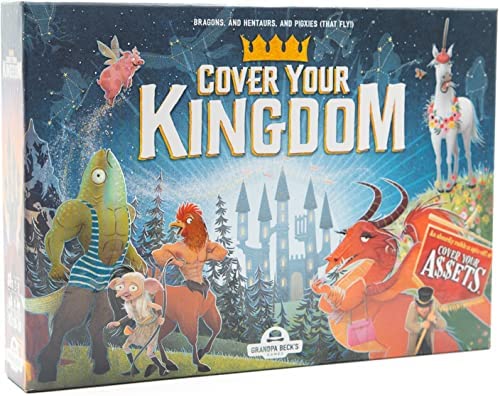 DRAGONS, AND HENTAURS, AND PIGXIES (THAT FLY!)
COVER YOUR
KINGDOM
COVER YOUR
A$$ETS
GRANDPA BECK'S
GAMES